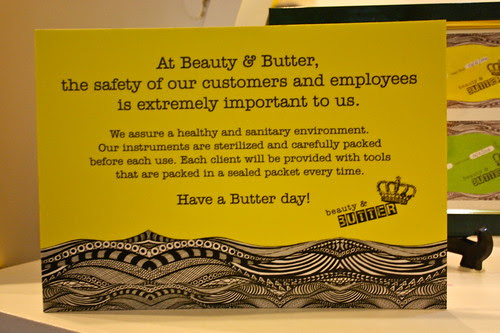 At Beauty & Butter,
the safety of our customers and employees
is extremely important to us.
We assure a healthy and sanitary environment.
Our instruments are sterilized and carefully packed
before each use. Each client will be provided with tools
that are packed in a sealed packet every time.
Have a Butter day!
beauty &
BUTTER